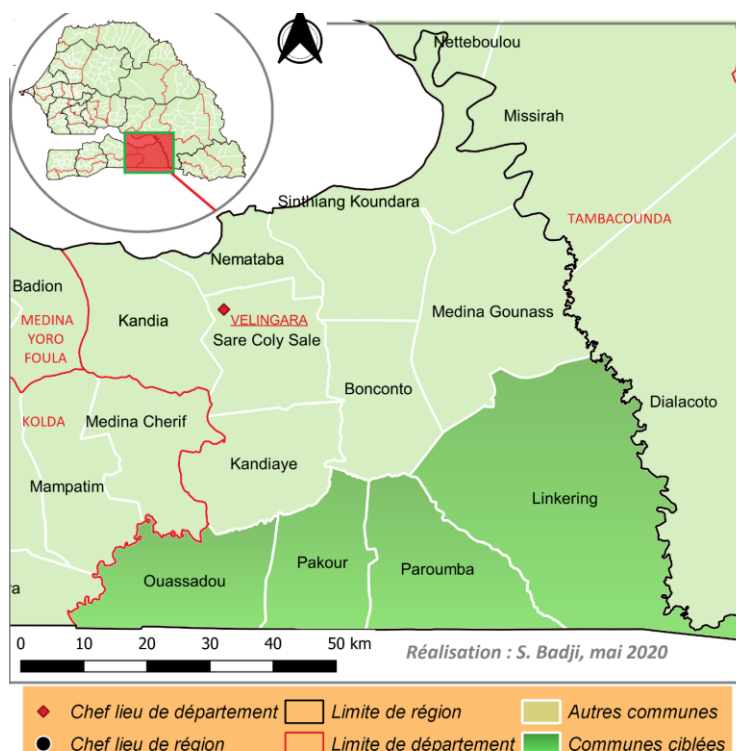 Netteboulou
Missirah
Sinthiang Koundara
TAMBACOUNDA
Nemataba
Badion
Medina Gounass
MEDINA
YORO
FOULA
Kandia
VELINGARA
Sare Coly Sale
Bonconto
Dialacoto
KOLDA
Medina Cherif
Kandiaye
Mampatim
Linkering
Ouassadou
Pakour
Paroumba
0 10 20 30 40 50 km
Réalisation : S. Badji, mai 2020
Chef lieu de département Limite de région Autres communes
Chef lieu de région Limite de département Communes ciblées